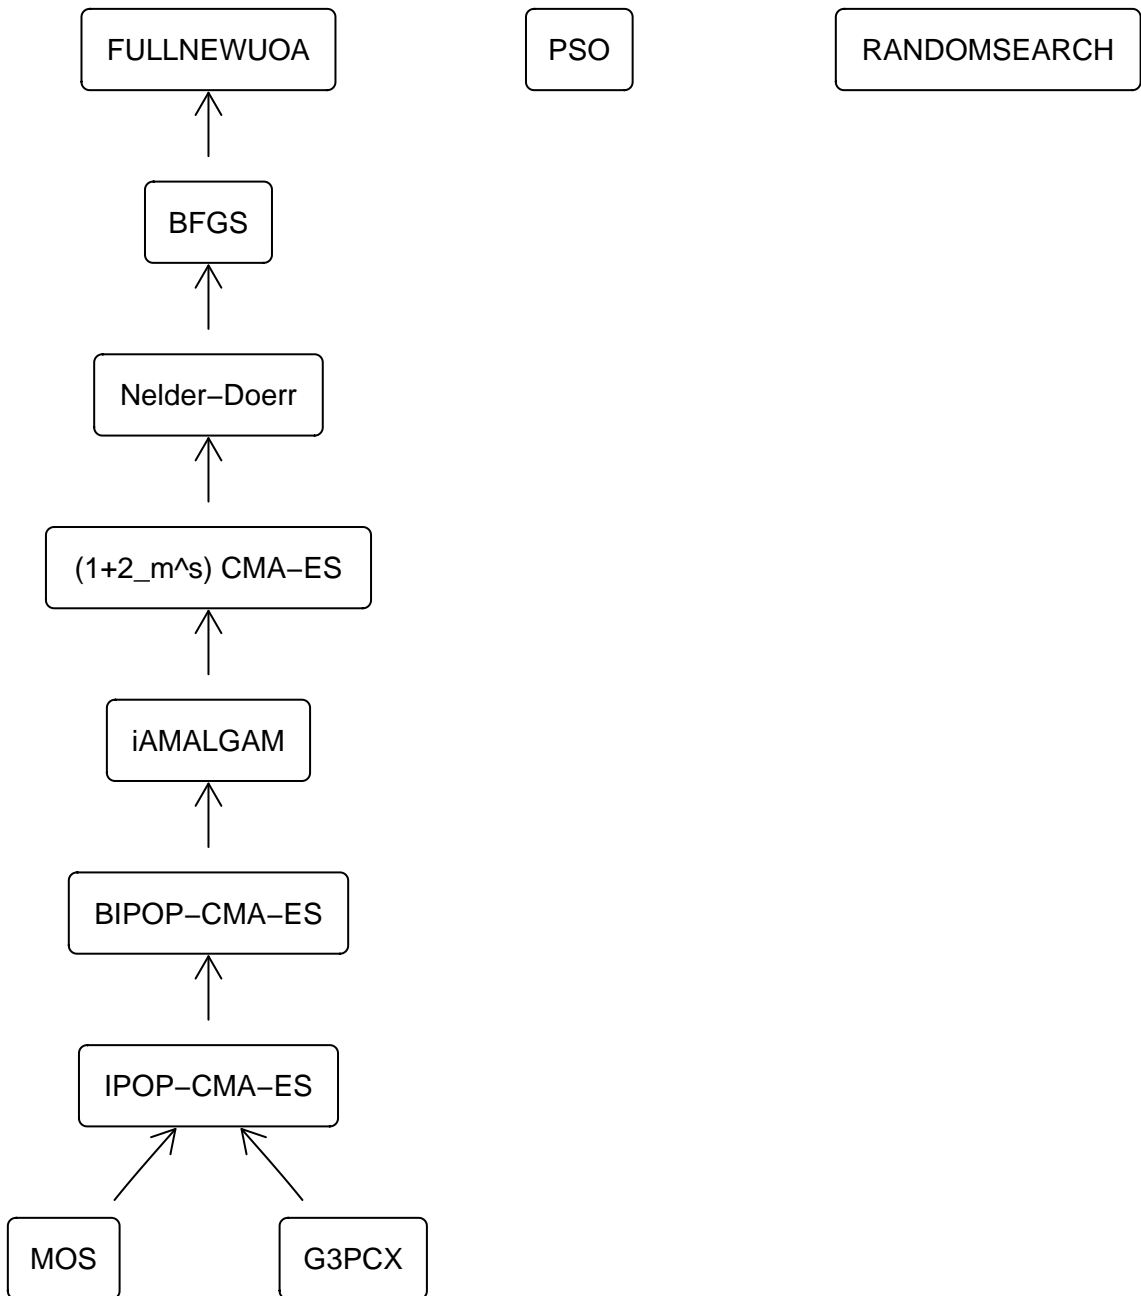 FULLNEWUOA
PSO
RANDOMSEARCH
BFGS
Nelder−Doerr
(1+2_m^s) CMA−ES
iAMALGAM
BIPOP−CMA−ES
IPOP−CMA−ES
MOS
G3PCX